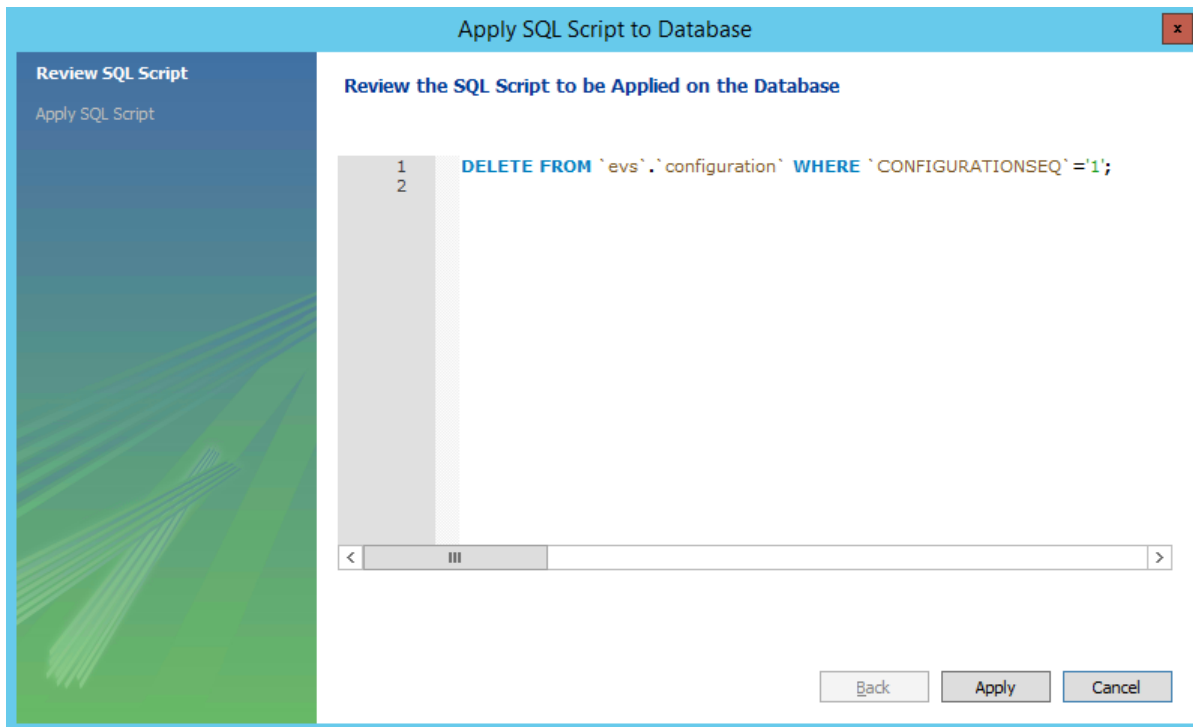 Apply SQL Script to Database
x
Review SQL Script
Apply SQL Script
Review the SQL Script to be Applied on the Database
1 DELETE FROM `evs`.`configuration` WHERE `CONFIGURATIONSEQ`='1';
2
Back Apply Cancel